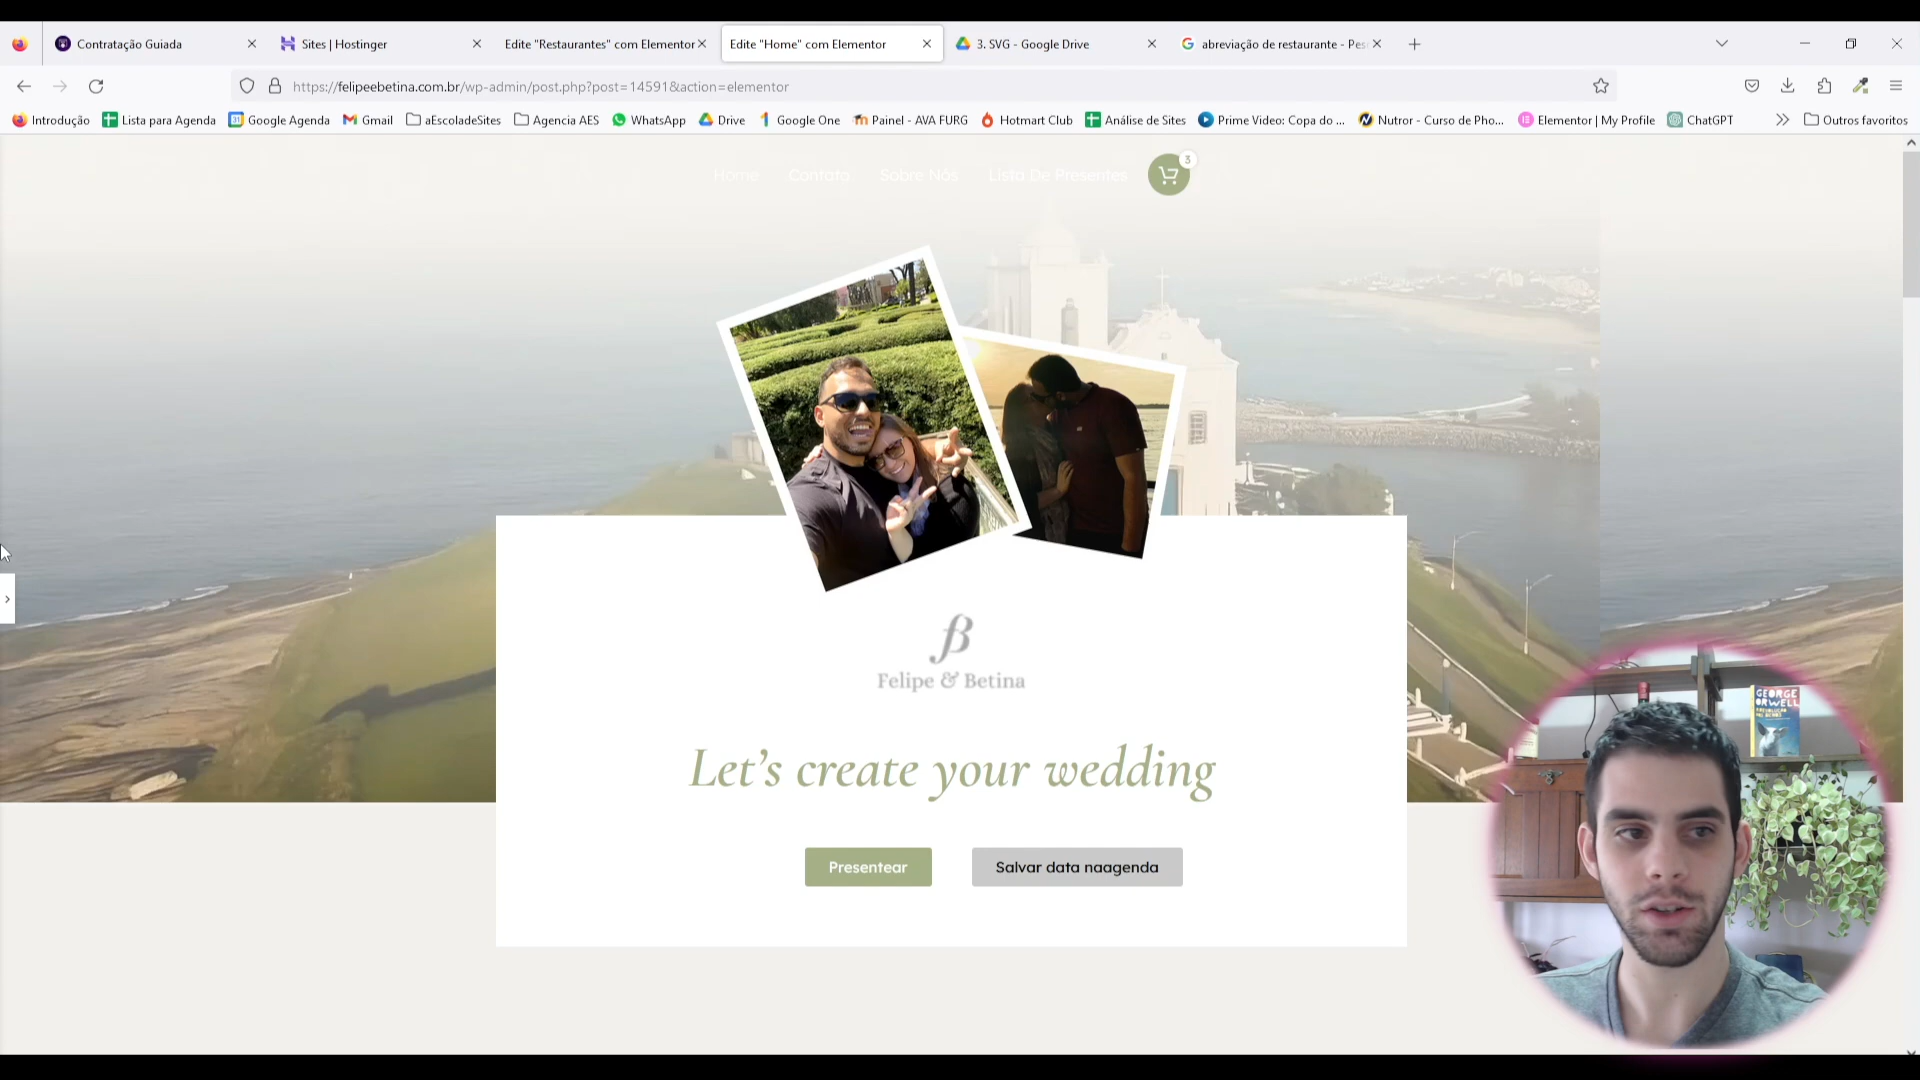 Contratação Guiada
Sites | Hostinger
Edite "Restaurantes" com Elementor
Edite "Home" com Elementor
3. SVG - Google Drive
abreviação de restaurante - Pes
https://felipeebetina.com.br/wp-admin/post.php?post=14591&action=elementor
Introdução
Lista para Agenda
Google Agenda
Gmail
aEscoladeSites
Agencia AES
WhatsApp
Drive
Google One
Painel - AVA FURG
Hotmart Club
Análise de Sites
Prime Video: Copa do ...
Nutror - Curso de Pho...
Elementor | My Profile
ChatGPT
Outros favoritos
Home
Contato
Sobre Nós
Lista De Presentes
3
Felipe & Betina
Let's create your wedding
Presentear
Salvar data naagenda
GEORGE
ORWELL